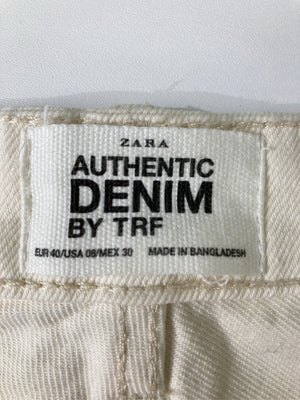 ZARA
AUTHENTIC
DENIM
BY TRF
EUR 40/USA 08/MEX 30 MADE IN BANGLADESH